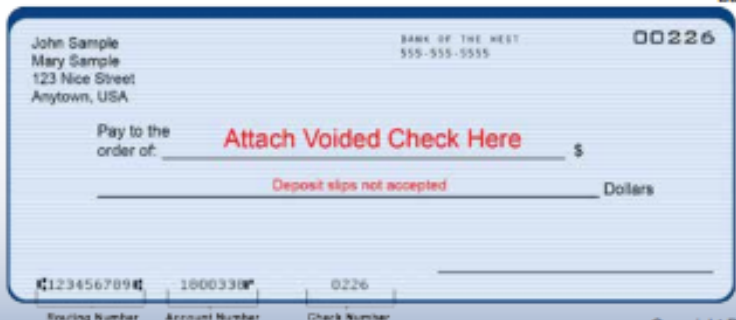 John Sample
Mary Sample
123 Nice Street
Anytown, USA
BANK OF THE WEST
555-555-5555
00226
Pay to the
order of:
Attach Voided Check Here
$
Deposit slips not accepted
Dollars
⑆123456789⑆ 1800338⑈ 0226
Routing Number Account Number Check Number